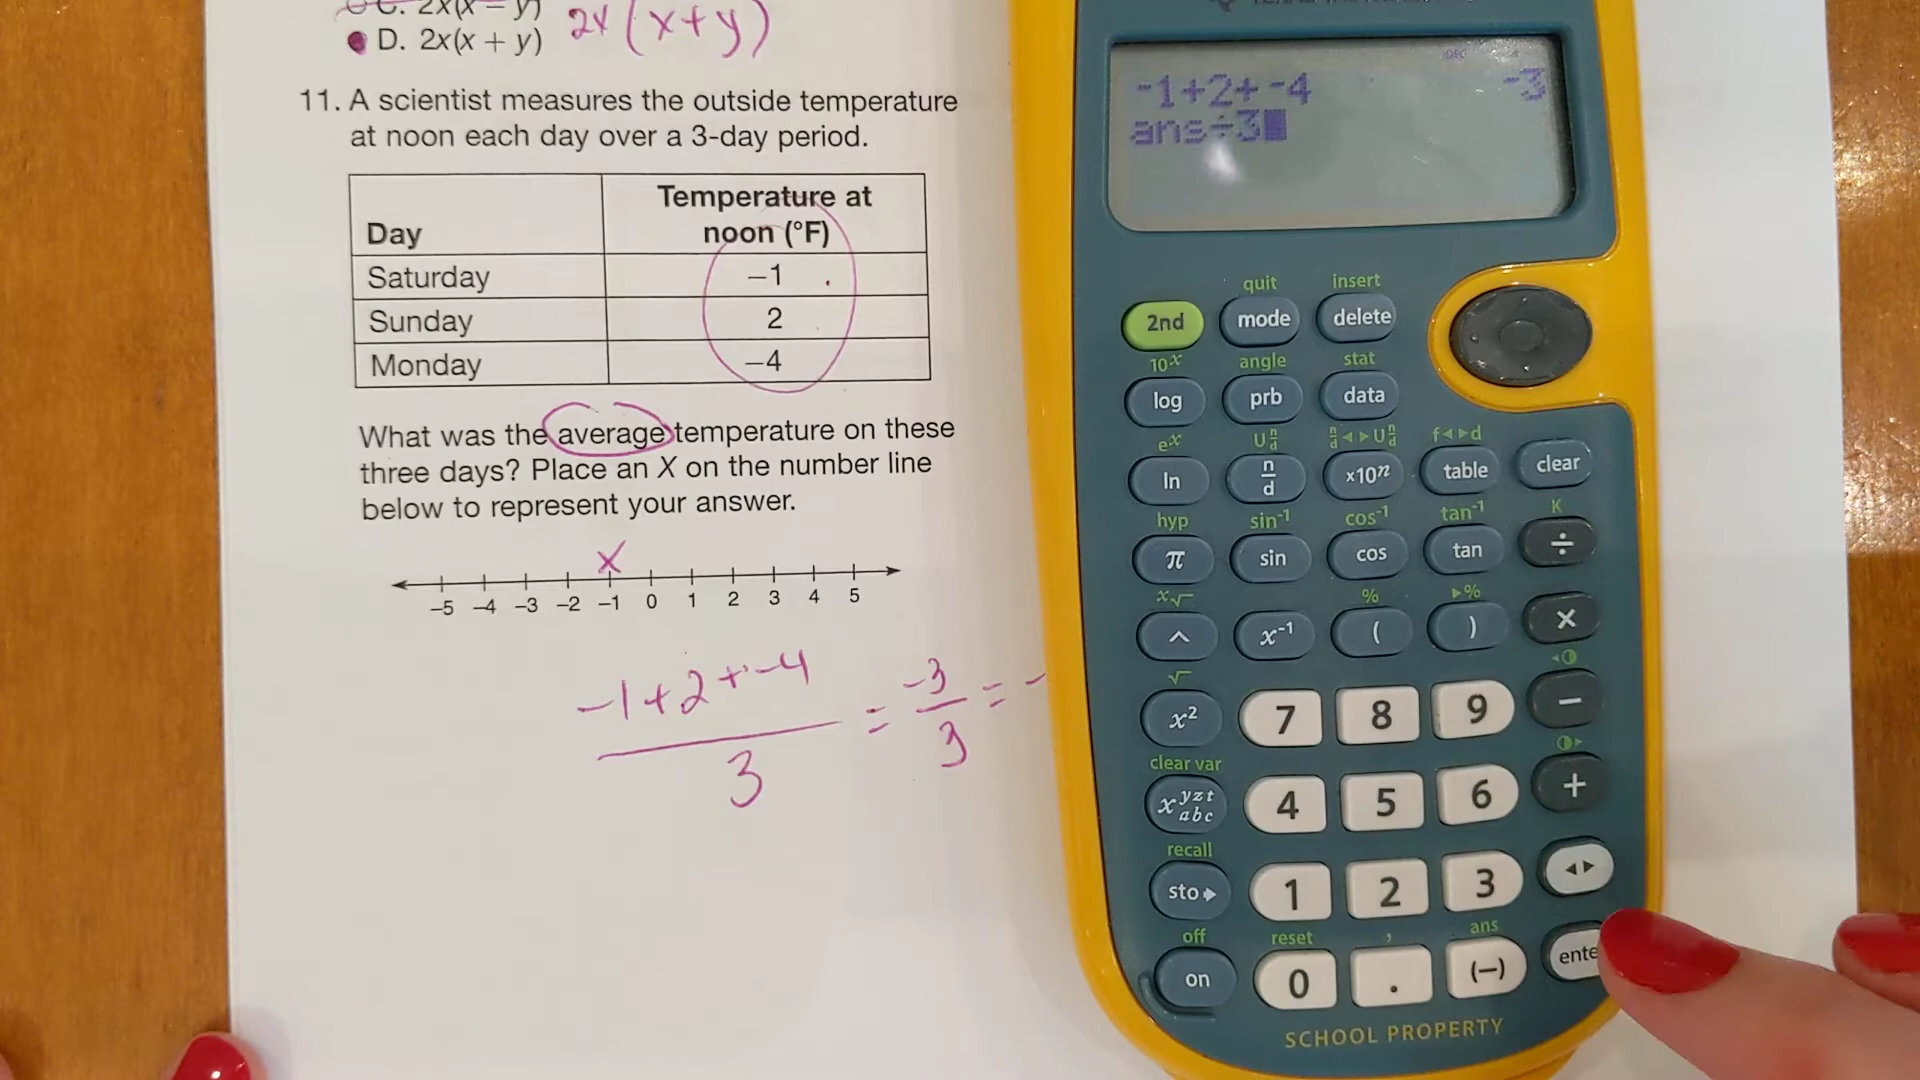 D. 2x(x + y) 2x(x+y)
11. A scientist measures the outside temperature
at noon each day over a 3-day period.
Day Temperature at
noon (°F)
Saturday −1
Sunday 2
Monday −4
What was the average temperature on these
three days? Place an X on the number line
below to represent your answer.
X
−5 −4 −3 −2 −1 0 1 2 3 4 5
-1+2+-4 = -3 = -
3 3
-1+2+-4 -3
ans÷3
quit insert
2nd mode delete
10ˣ angle stat
log prb data
eˣ U n/d n/d ◂▸ U n/d f◂▸d
ln n/d ×10ⁿ table clear
hyp sin⁻¹ cos⁻¹ tan⁻¹ K
π sin cos tan ÷
ˣ√ % ▸%
^ x⁻¹ ( ) ×
√
x² 7 8 9 −
clear var
x yzt abc 4 5 6 +
recall
sto▸ 1 2 3 ◂▸
off reset , ans
on 0 . (−) ente
SCHOOL PROPERTY